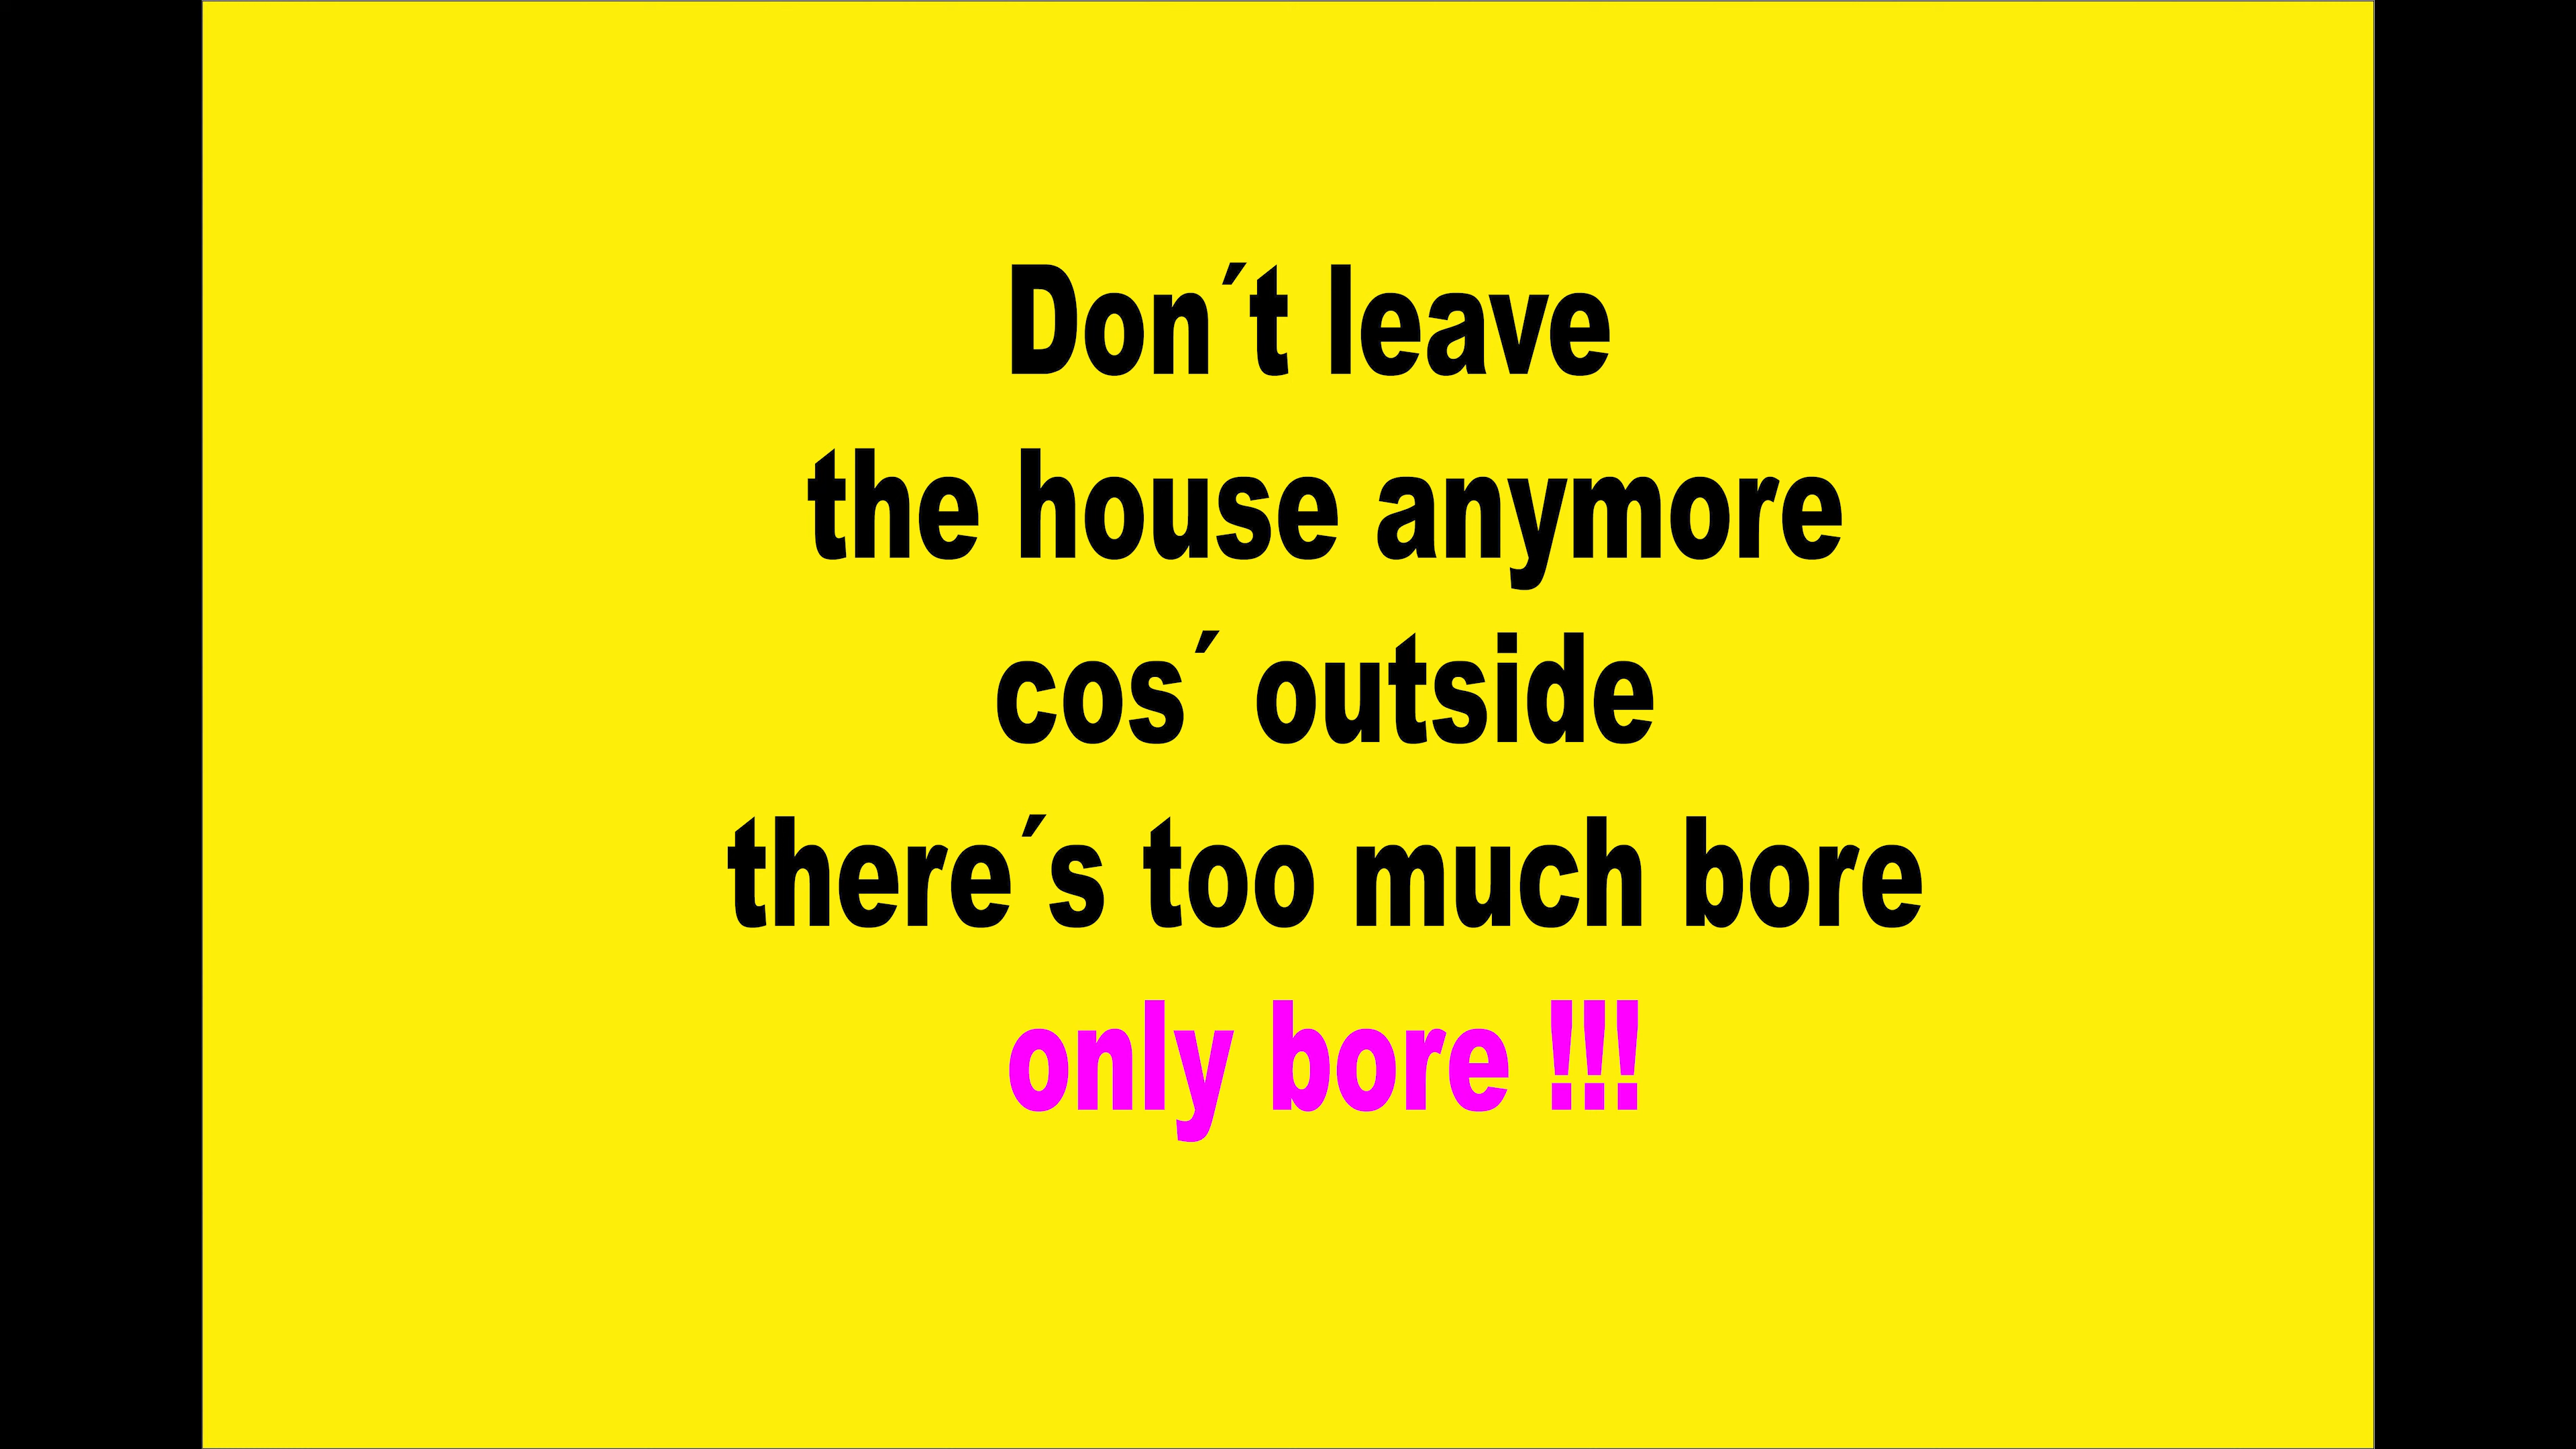 Don´t leave
the house anymore
cos´ outside
there´s too much bore
only bore !!!